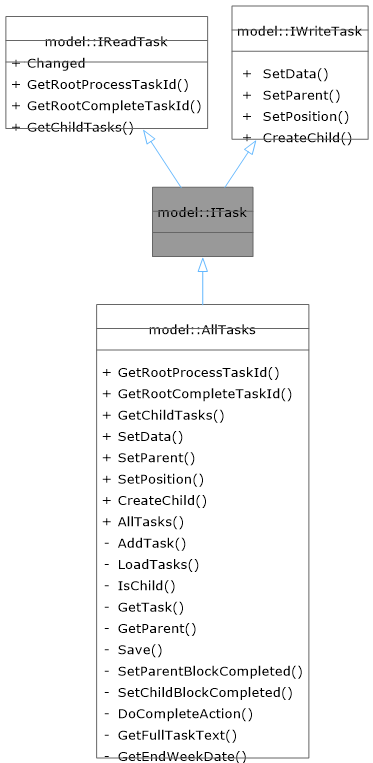 model::IReadTask
+ Changed
+ GetRootProcessTaskId()
+ GetRootCompleteTaskId()
+ GetChildTasks()
model::IWriteTask
+ SetData()
+ SetParent()
+ SetPosition()
+ CreateChild()
model::ITask
model::AllTasks
+ GetRootProcessTaskId()
+ GetRootCompleteTaskId()
+ GetChildTasks()
+ SetData()
+ SetParent()
+ SetPosition()
+ CreateChild()
+ AllTasks()
- AddTask()
- LoadTasks()
- IsChild()
- GetTask()
- GetParent()
- Save()
- SetParentBlockCompleted()
- SetChildBlockCompleted()
- DoCompleteAction()
- GetFullTaskText()
- GetEndWeekDate()